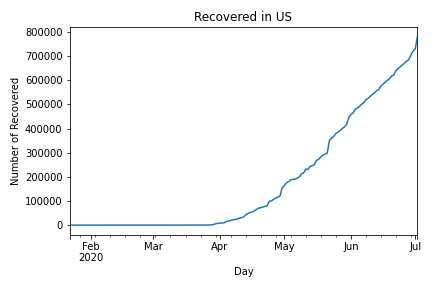 Recovered in US
800000
700000
600000
500000
400000
300000
200000
100000
0
Number of Recovered
Feb
2020
Mar
Apr
May
Jun
Jul
Day